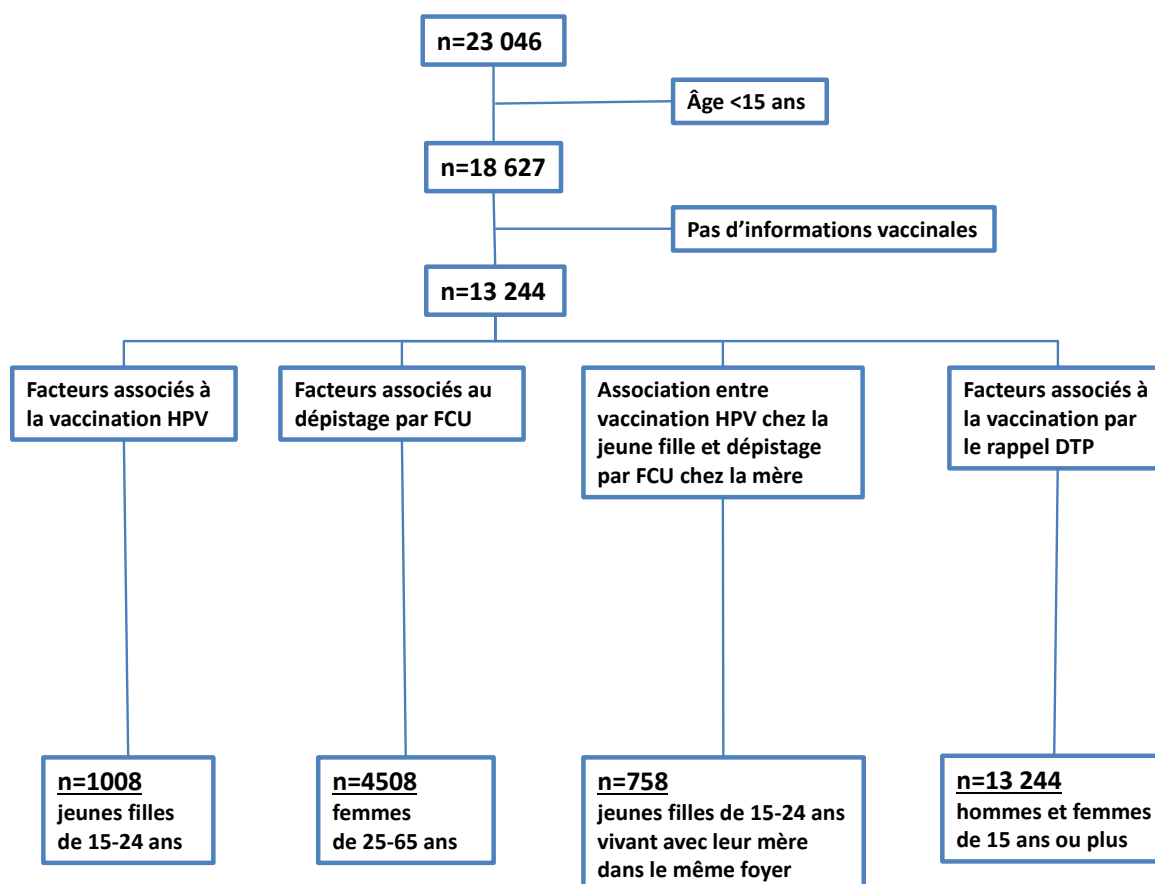 n=23 046
Âge <15 ans
n=18 627
Pas d’informations vaccinales
n=13 244
Facteurs associés à
la vaccination HPV
Facteurs associés au
dépistage par FCU
Association entre
vaccination HPV chez la
jeune fille et dépistage
par FCU chez la mère
Facteurs associés à
la vaccination par
le rappel DTP
n=1008
jeunes filles
de 15-24 ans
n=4508
femmes
de 25-65 ans
n=758
jeunes filles de 15-24 ans
vivant avec leur mère
dans le même foyer
n=13 244
hommes et femmes
de 15 ans ou plus